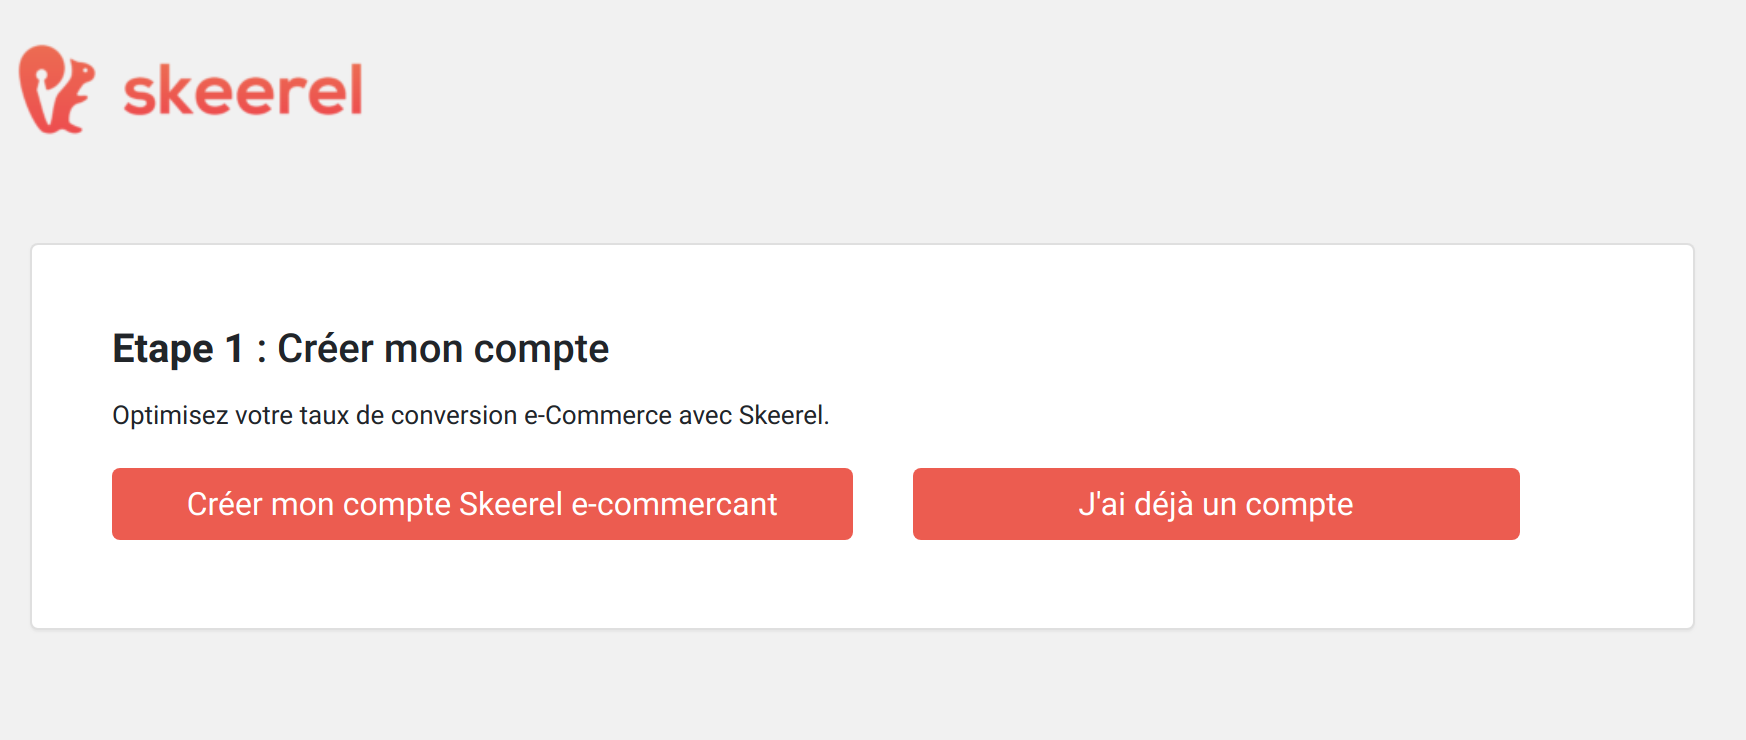 skeerel
Etape 1 : Créer mon compte
Optimisez votre taux de conversion e-Commerce avec Skeerel.
Créer mon compte Skeerel e-commercant
J'ai déjà un compte